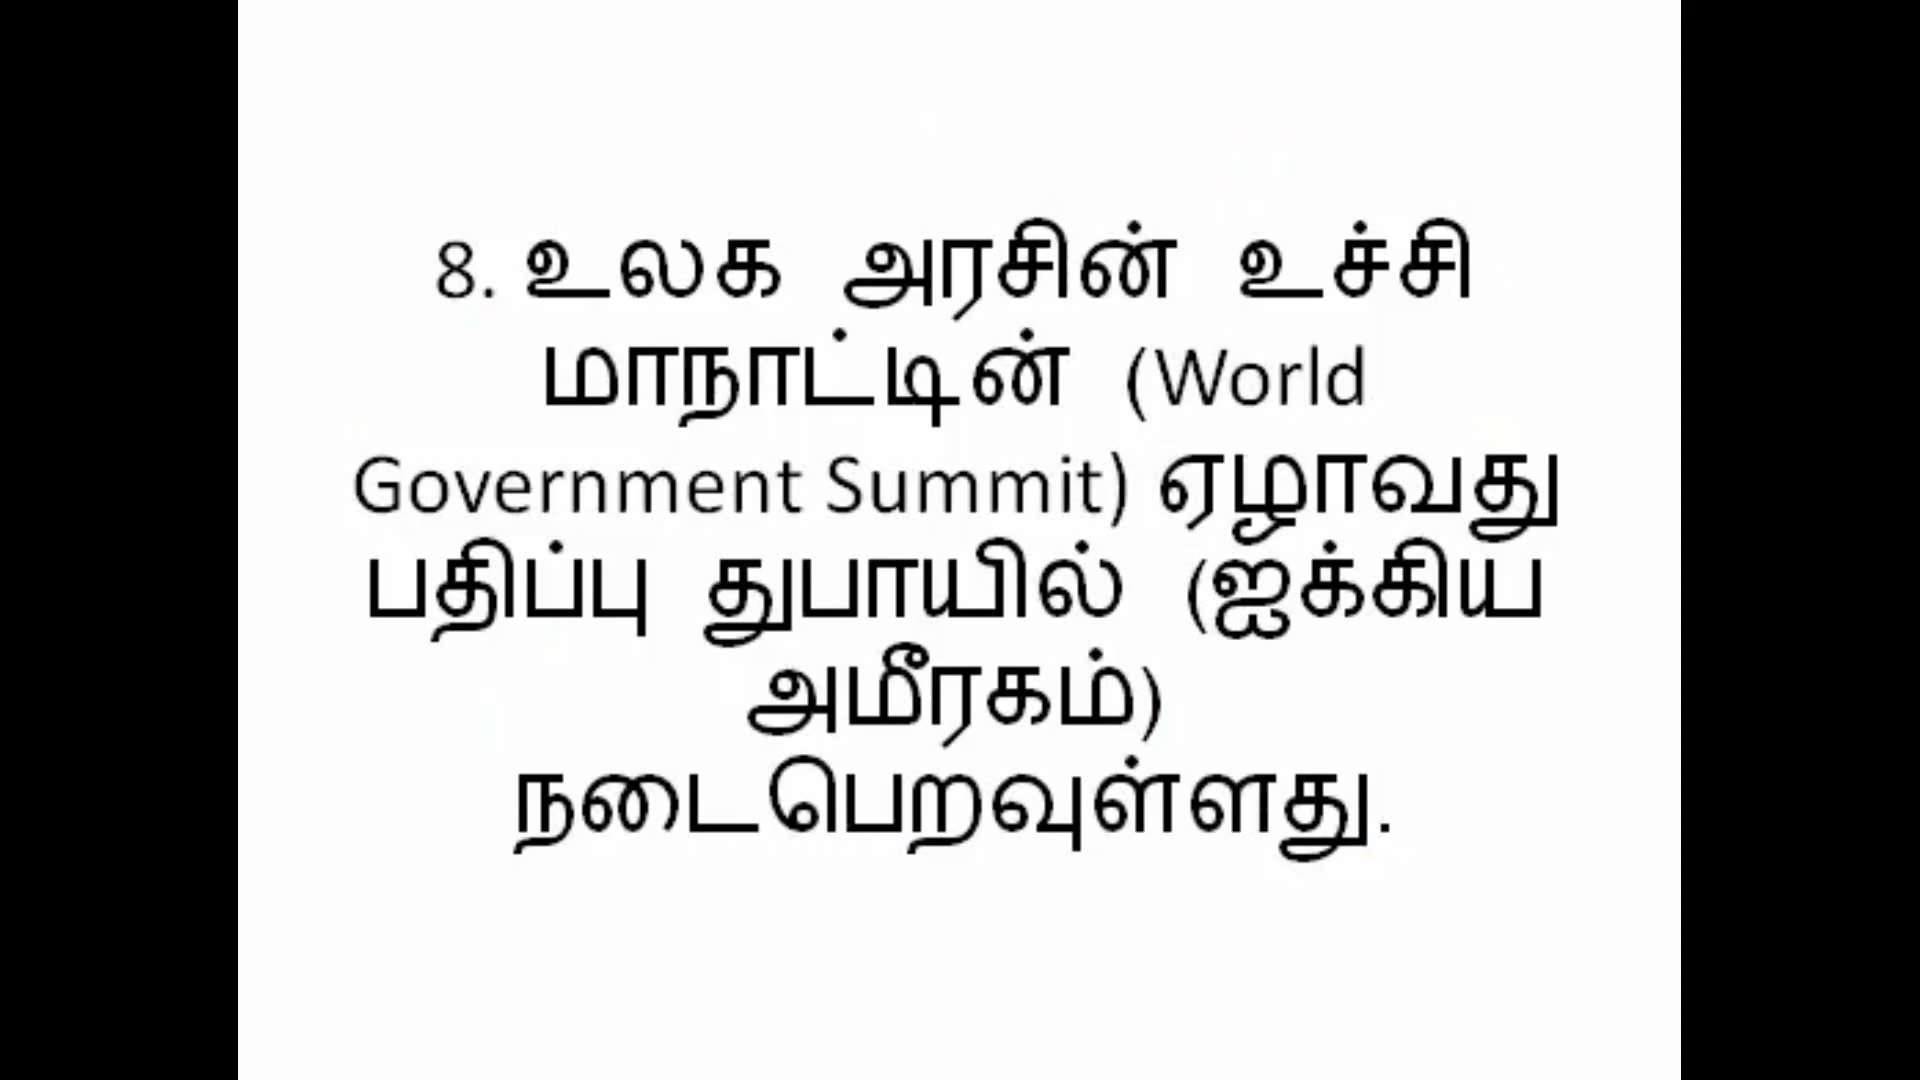 8. உலக அரசின் உச்சி
மாநாட்டின் (World
Government Summit) ஏழாவது
பதிப்பு துபாயில் (ஐக்கிய
அமீரகம்)
நடைபெறவுள்ளது.